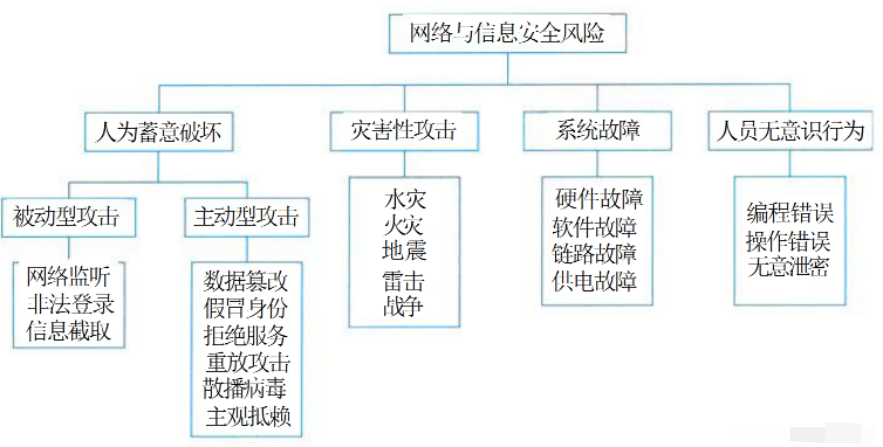 网络与信息安全风险
人为蓄意破坏
灾害性攻击
系统故障
人员无意识行为
被动型攻击
主动型攻击
网络监听
非法登录
信息截取
数据篡改
假冒身份
拒绝服务
重放攻击
散播病毒
主观抵赖
水灾
火灾
地震
雷击
战争
硬件故障
软件故障
链路故障
供电故障
编程错误
操作错误
无意泄密